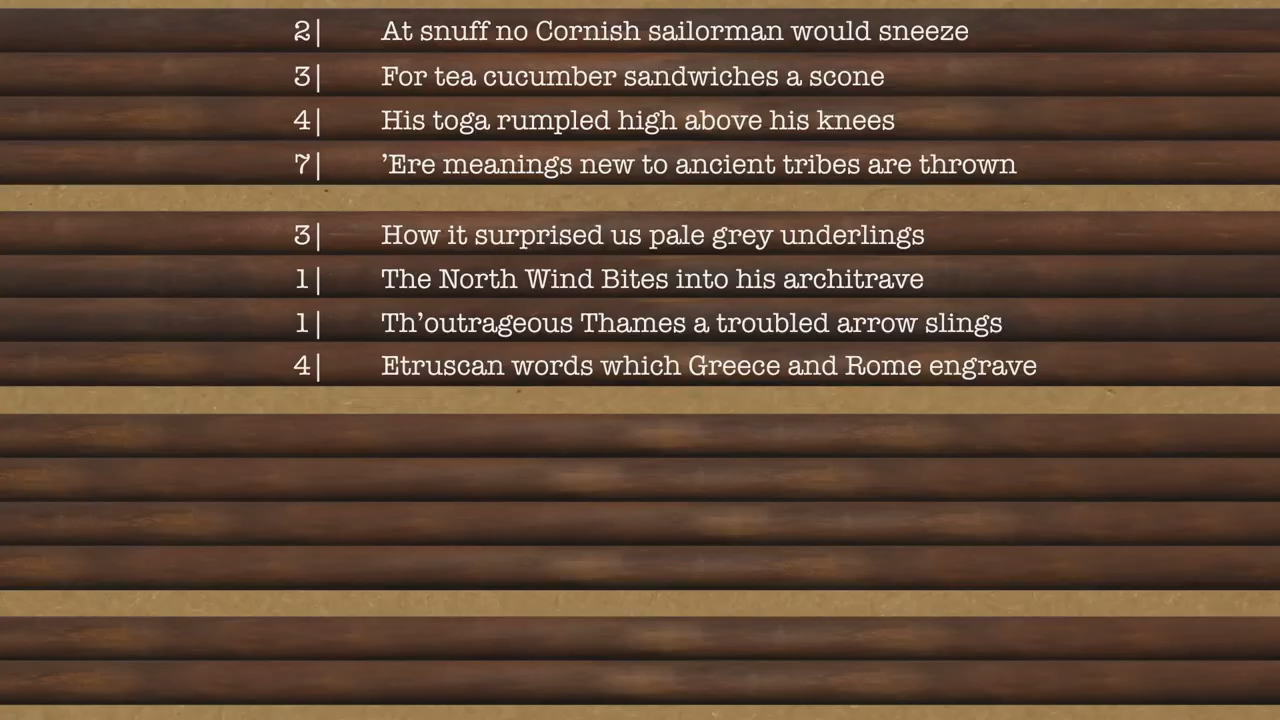 2| At snuff no Cornish sailorman would sneeze
3| For tea cucumber sandwiches a scone
4| His toga rumpled high above his knees
7| ’Ere meanings new to ancient tribes are thrown
3| How it surprised us pale grey underlings
1| The North Wind Bites into his architrave
1| Th’outrageous Thames a troubled arrow slings
4| Etruscan words which Greece and Rome engrave